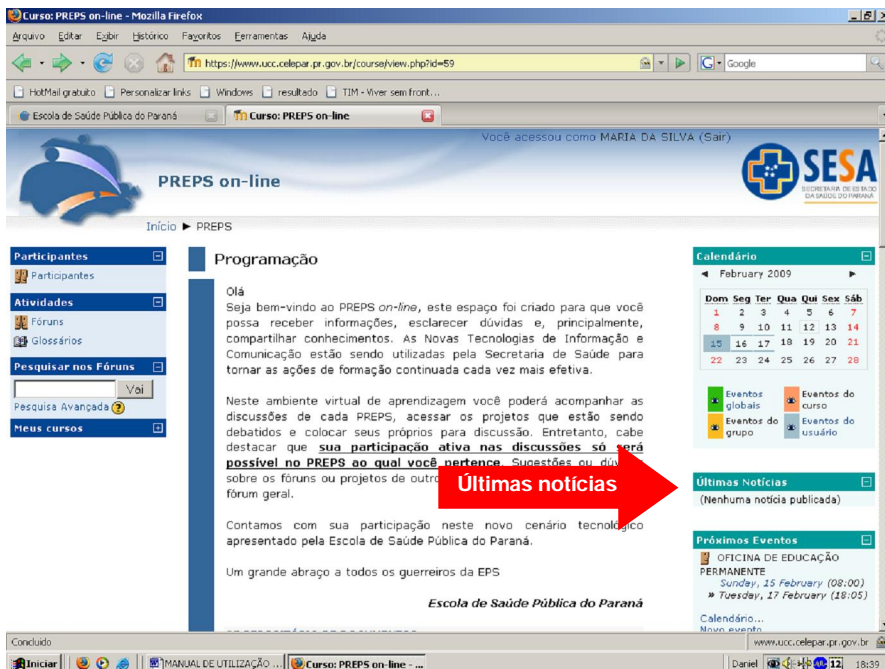 Curso: PREPS on-line - Mozilla Firefox
Arquivo Editar Exibir Histórico Favoritos Ferramentas Ajuda
https://www.ucc.celepar.pr.gov.br/course/view.php?id=59
Google
HotMail gratuito Personalizar links Windows resultado TIM - Viver sem front...
Escola de Saúde Pública do Paraná
Curso: PREPS on-line
Você acessou como MARIA DA SILVA (Sair)
PREPS on-line
SESA
SECRETARIA DE ESTADO
DA SAÚDE DO PARANÁ
Início ► PREPS
Participantes
Participantes
Atividades
Fóruns
Glossários
Pesquisar nos Fóruns
Vai
Pesquisa Avançada ?
Meus cursos
Programação
Olá
Seja bem-vindo ao PREPS on-line, este espaço foi criado para que você
possa receber informações, esclarecer dúvidas e, principalmente,
compartilhar conhecimentos. As Novas Tecnologias de Informação e
Comunicação estão sendo utilizadas pela Secretaria de Saúde para
tornar as ações de formação continuada cada vez mais efetiva.
Neste ambiente virtual de aprendizagem você poderá acompanhar as
discussões de cada PREPS, acessar os projetos que estão sendo
debatidos e colocar seus próprios para discussão. Entretanto, cabe
destacar que sua participação ativa nas discussões só será
possível no PREPS ao qual você pertence. Sugestões ou
sobre os fóruns ou projetos de
fórum geral.
Últimas notícias
Contamos com sua participação neste novo cenário tecnológico
apresentado pela Escola de Saúde Pública do Paraná.
Um grande abraço a todos os guerreiros da EPS
Escola de Saúde Pública do Paraná
Calendário
◄ February 2009 ►
Dom Seg Ter Qua Qui Sex Sáb
1 2 3 4 5 6 7
8 9 10 11 12 13 14
15 16 17 18 19 20 21
22 23 24 25 26 27 28
Eventos globais
Eventos do curso
Eventos do grupo
Eventos do usuário
Últimas Notícias
(Nenhuma notícia publicada)
Próximos Eventos
OFICINA DE EDUCAÇÃO
PERMANENTE
Sunday, 15 February (08:00)
» Tuesday, 17 February (18:05)
Calendário...
Novo evento
Concluído
www.ucc.celepar.pr.gov.br
Iniciar
MANUAL DE UTILIZAÇÃO ...
Curso: PREPS on-line - ...
Daniel
12
18:39